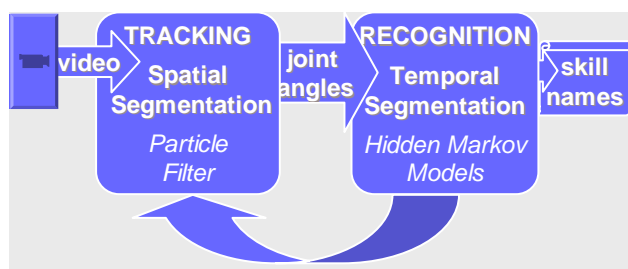 video
TRACKING
Spatial
Segmentation
Particle
Filter
joint
angles
RECOGNITION
Temporal
Segmentation
Hidden Markov
Models
skill
names